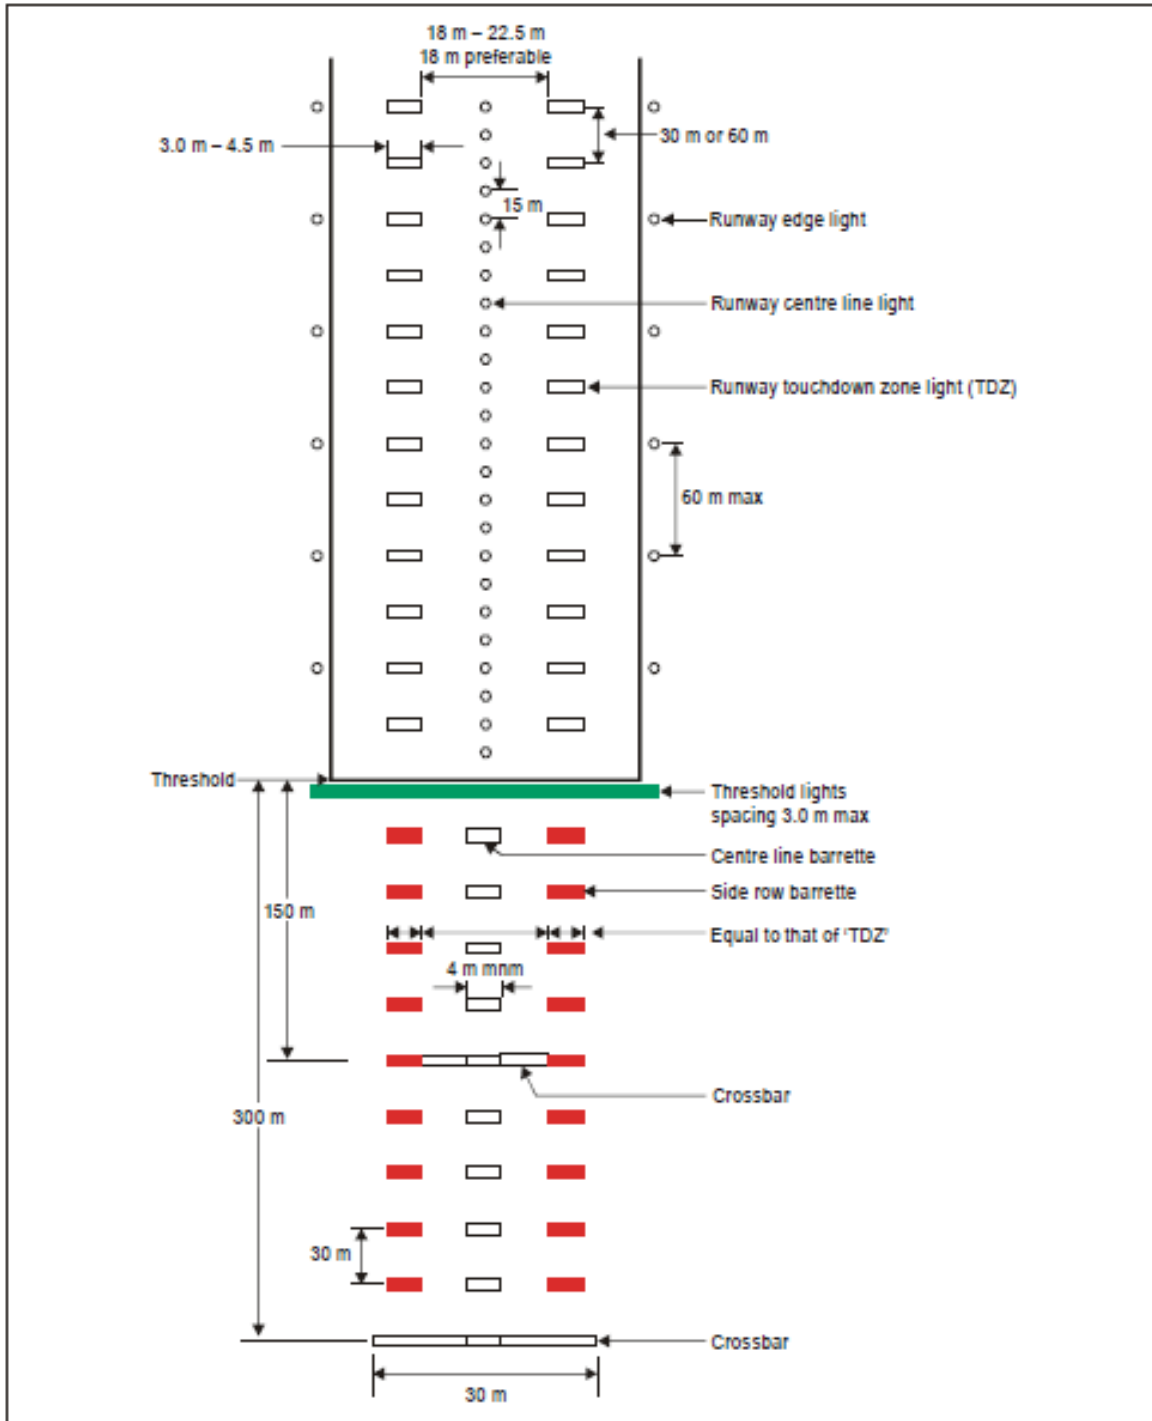 18 m – 22.5 m
18 m preferable
3.0 m – 4.5 m
30 m or 60 m
15 m
Runway edge light
Runway centre line light
Runway touchdown zone light (TDZ)
60 m max
Threshold
Threshold lights
spacing 3.0 m max
Centre line barrette
Side row barrette
150 m
Equal to that of ‘TDZ’
4 m mnm
Crossbar
300 m
30 m
Crossbar
30 m